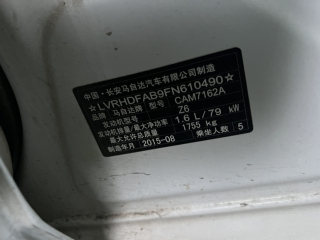 中国·长安马自达汽车有限公司制造
☆LVRHDFAB9FN610490☆
品牌 马自达牌 型号 CAM7162A
发动机型号 Z6
发动机排量/最大净功率 1.6 L/79 kW
最大允许总质量 1755 kg
制造年月 2015-08 乘坐人数 5